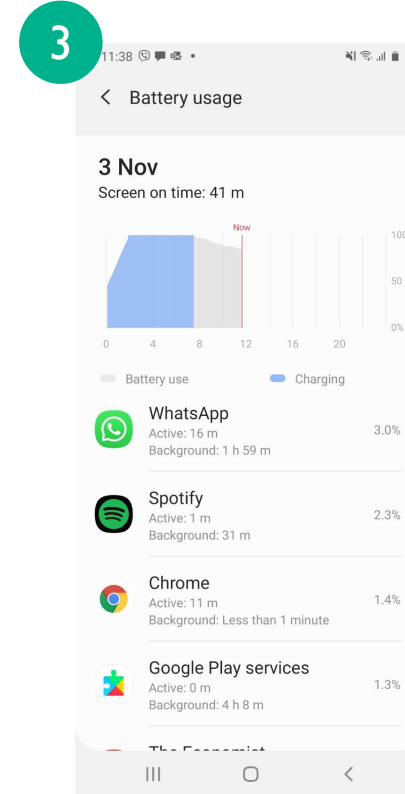 3
11:38
Battery usage
3 Nov
Screen on time: 41 m
Now
100
50
0%
0 4 8 12 16 20
Battery use Charging
WhatsApp
Active: 16 m
Background: 1 h 59 m
3.0%
Spotify
Active: 1 m
Background: 31 m
2.3%
Chrome
Active: 11 m
Background: Less than 1 minute
1.4%
Google Play services
Active: 0 m
Background: 4 h 8 m
1.3%
The Economist